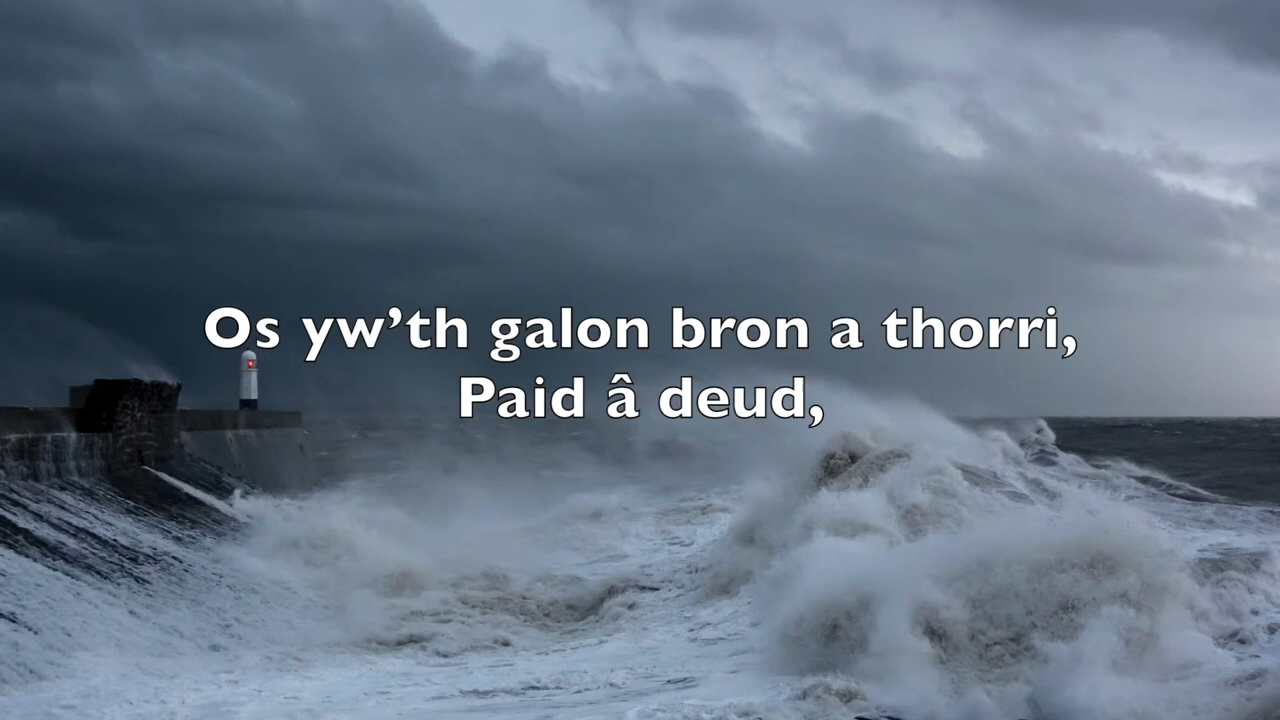 Os yw’th galon bron a thorri,
Paid â deud,